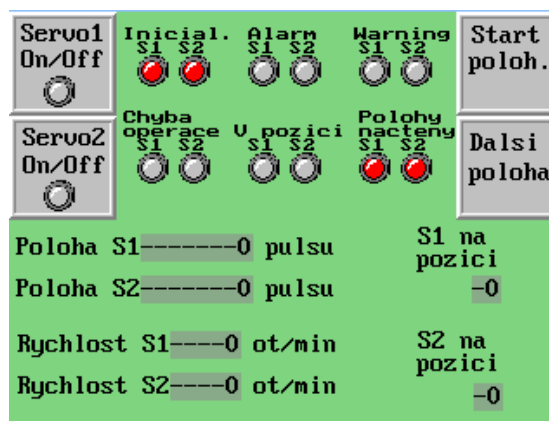 Servo1 On/Off
Inicial. S1 S2
Alarm S1 S2
Warning S1 S2
Start poloh.
Servo2 On/Off
Chyba operace S1 S2
V pozici S1 S2
Polohy nacteny S1 S2
Dalsi poloha
Poloha S1-------0 pulsu
S1 na pozici
Poloha S2-------0 pulsu
-0
Rychlost S1----0 ot/min
S2 na pozici
Rychlost S2----0 ot/min
-0